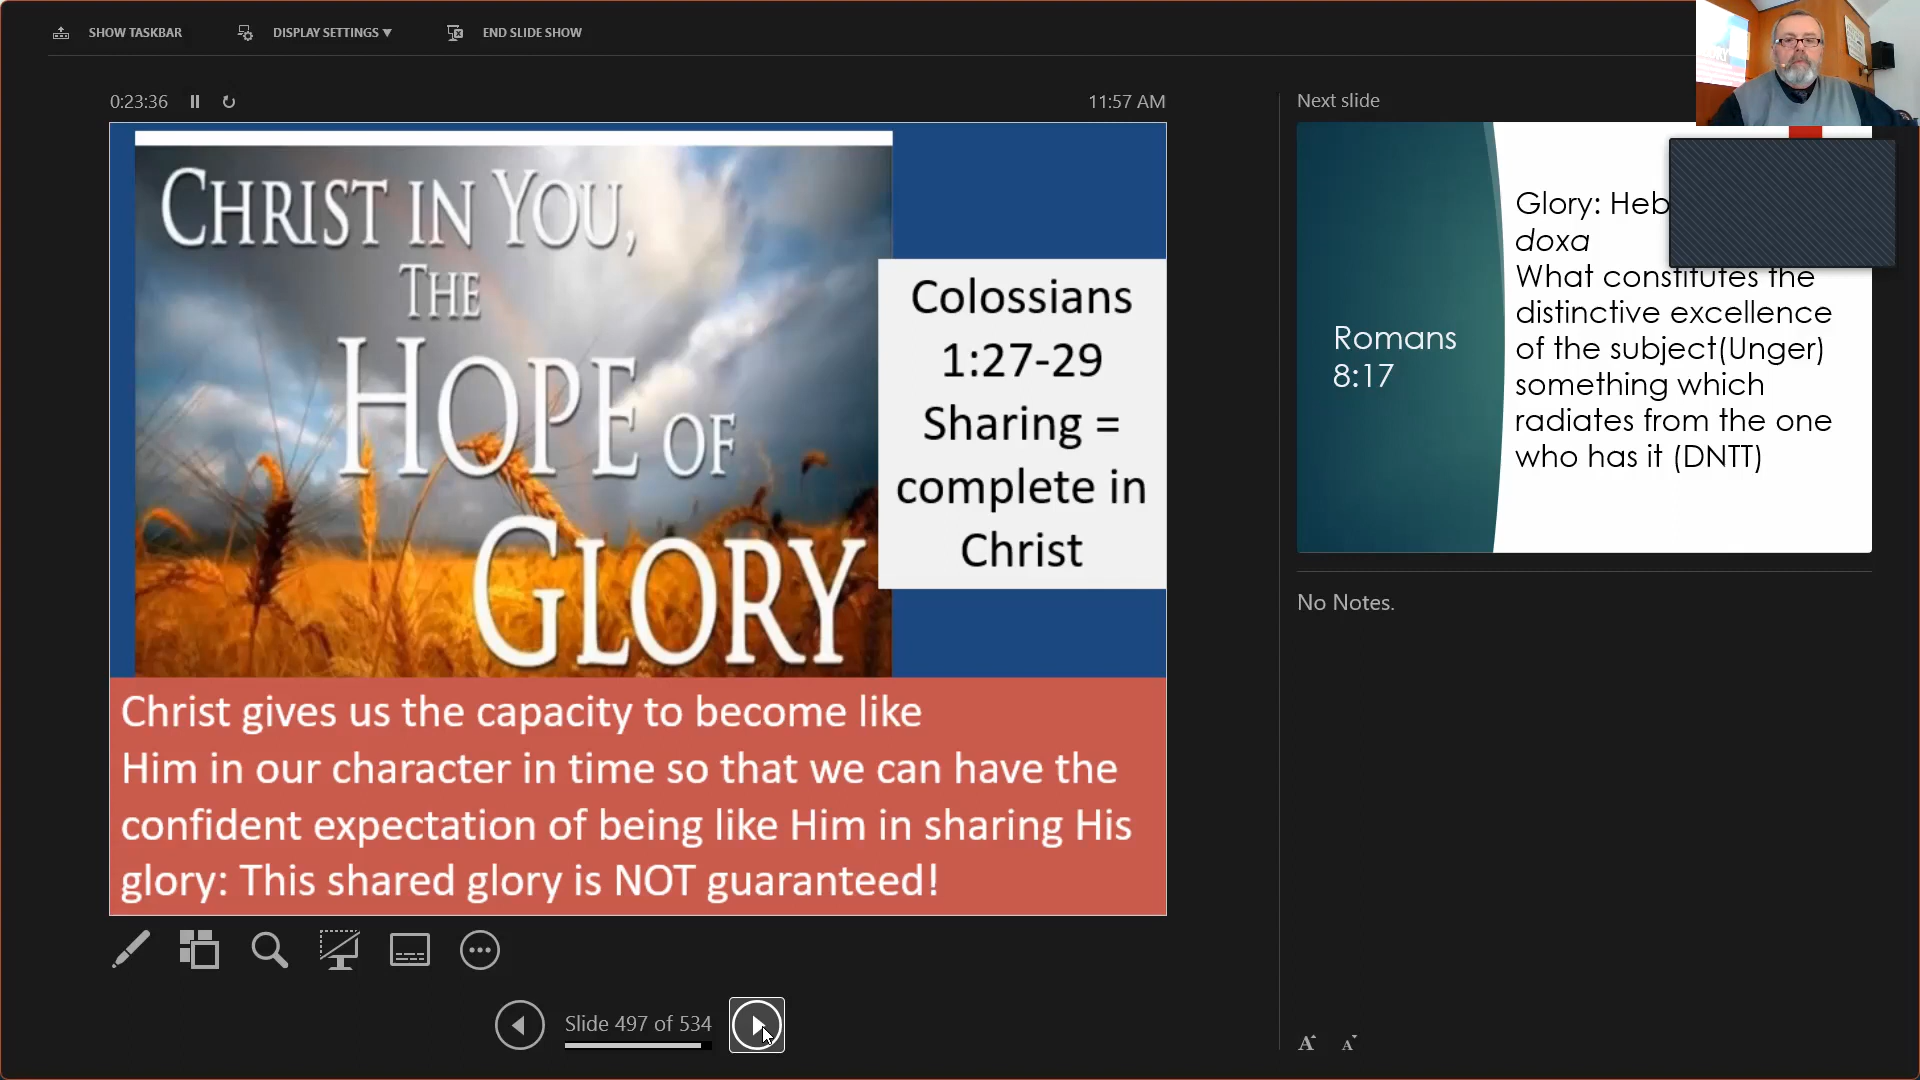 SHOW TASKBAR
DISPLAY SETTINGS ▼
END SLIDE SHOW
0:23:36
11:57 AM
Next slide
CHRIST IN YOU,
THE
HOPE OF
GLORY
Colossians
1:27-29
Sharing =
complete in
Christ
Christ gives us the capacity to become like
Him in our character in time so that we can have the
confident expectation of being like Him in sharing His
glory: This shared glory is NOT guaranteed!
Romans
8:17
Glory: Heb
doxa
What constitutes the
distinctive excellence
of the subject(Unger)
something which
radiates from the one
who has it (DNTT)
No Notes.
Slide 497 of 534
A A